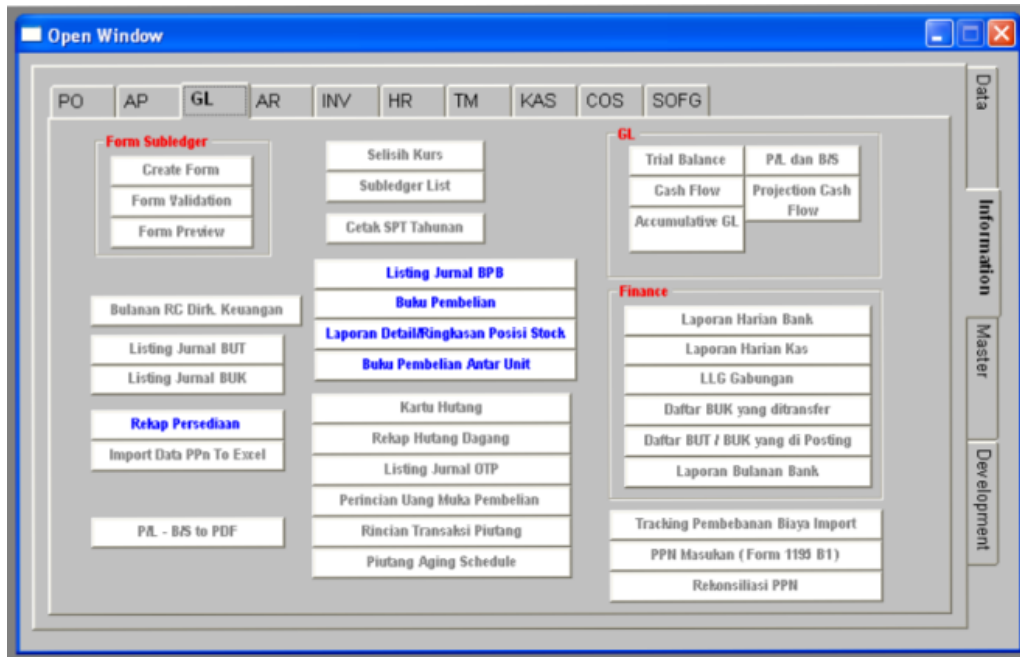 Open Window
PO AP GL AR INV HR TM KAS COS SOFG
Data
Information
Master
Development
Form Subledger
Create Form
Form Validation
Form Preview
Bulanan RC Dirk. Keuangan
Listing Jurnal BUT
Listing Jurnal BUK
Rekap Persediaan
Import Data PPn To Excel
P/L - B/S to PDF
Selisih Kurs
Subledger List
Cetak SPT Tahunan
Listing Jurnal BPB
Buku Pembelian
Laporan Detail/Ringkasan Posisi Stock
Buku Pembelian Antar Unit
Kartu Hutang
Rekap Hutang Dagang
Listing Jurnal OTP
Perincian Uang Muka Pembelian
Rincian Transaksi Piutang
Piutang Aging Schedule
GL
Trial Balance
P/L dan B/S
Cash Flow
Projection Cash
Flow
Accumulative GL
Finance
Laporan Harian Bank
Laporan Harian Kas
LLG Gabungan
Daftar BUK yang ditransfer
Daftar BUT / BUK yang di Posting
Laporan Bulanan Bank
Tracking Pembebanan Biaya Import
PPN Masukan ( Form 1195 B1 )
Rekonsiliasi PPN